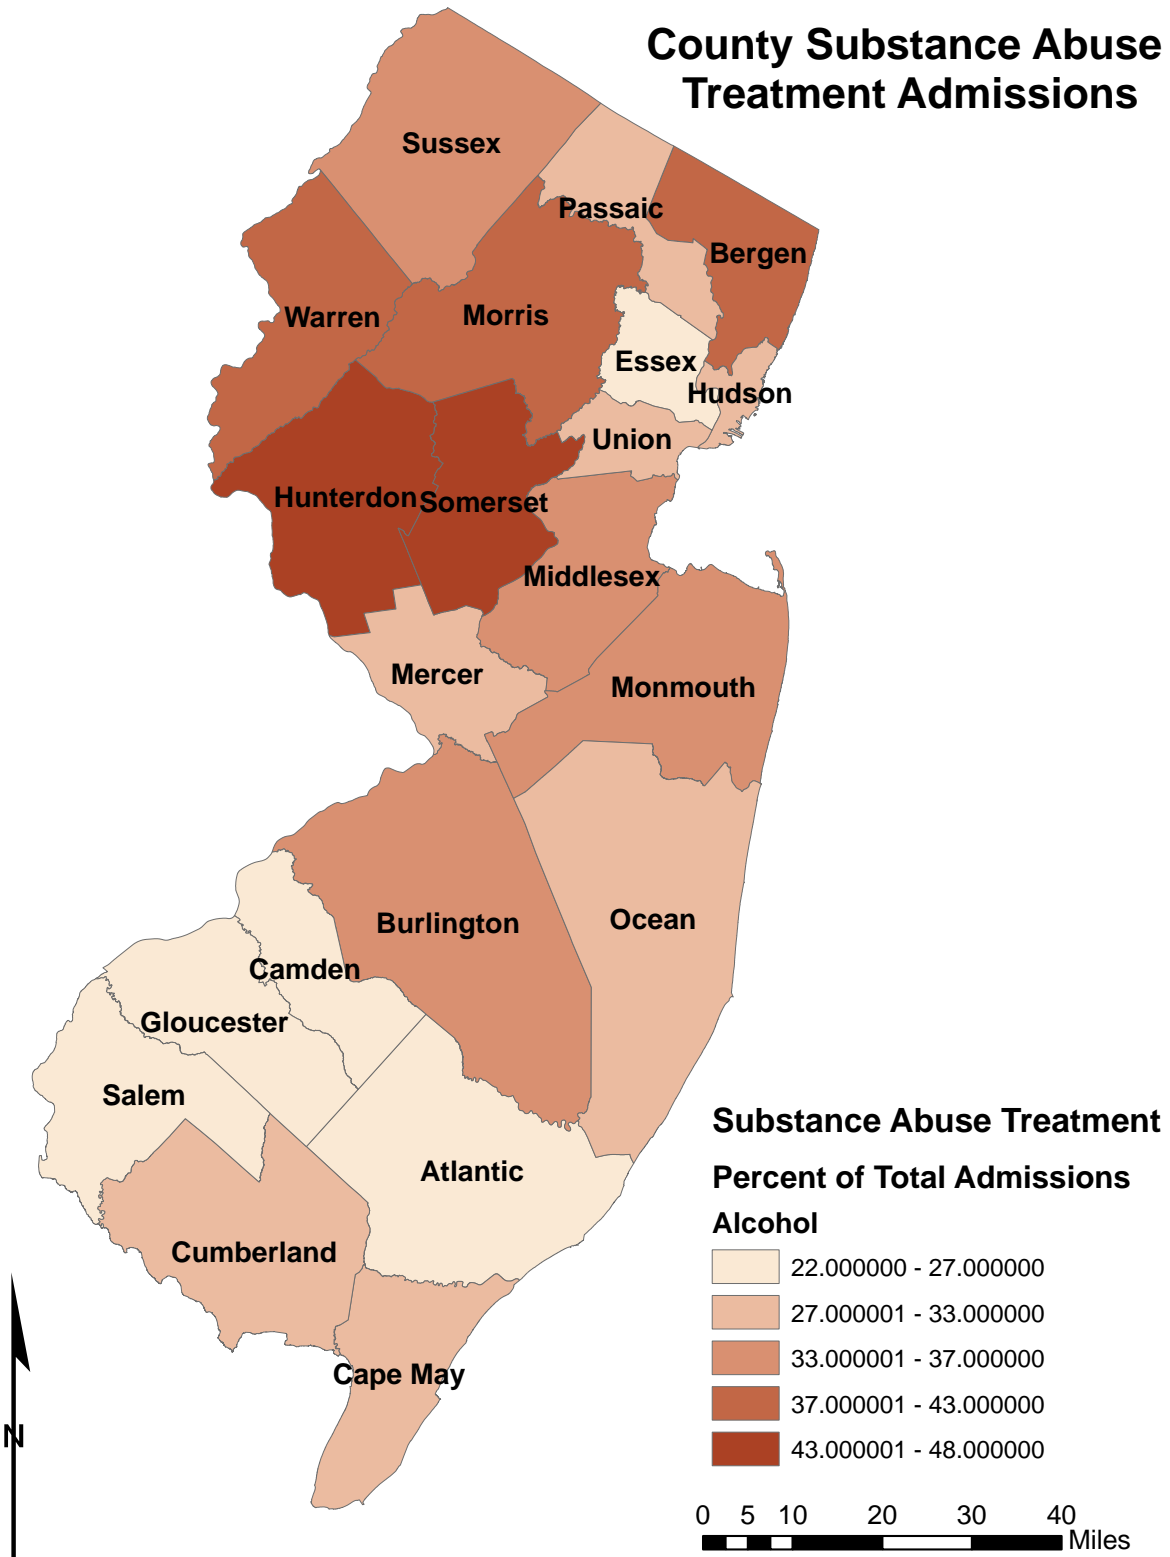 County Substance Abuse
Treatment Admissions
Sussex
Passaic
Bergen
Warren
Morris
Essex
Hudson
Union
Hunterdon
Somerset
Middlesex
Mercer
Monmouth
Burlington
Ocean
Camden
Gloucester
Salem
Atlantic
Cumberland
Cape May
N
Substance Abuse Treatment
Percent of Total Admissions
Alcohol
22.000000 - 27.000000
27.000001 - 33.000000
33.000001 - 37.000000
37.000001 - 43.000000
43.000001 - 48.000000
0 5 10 20 30 40
Miles